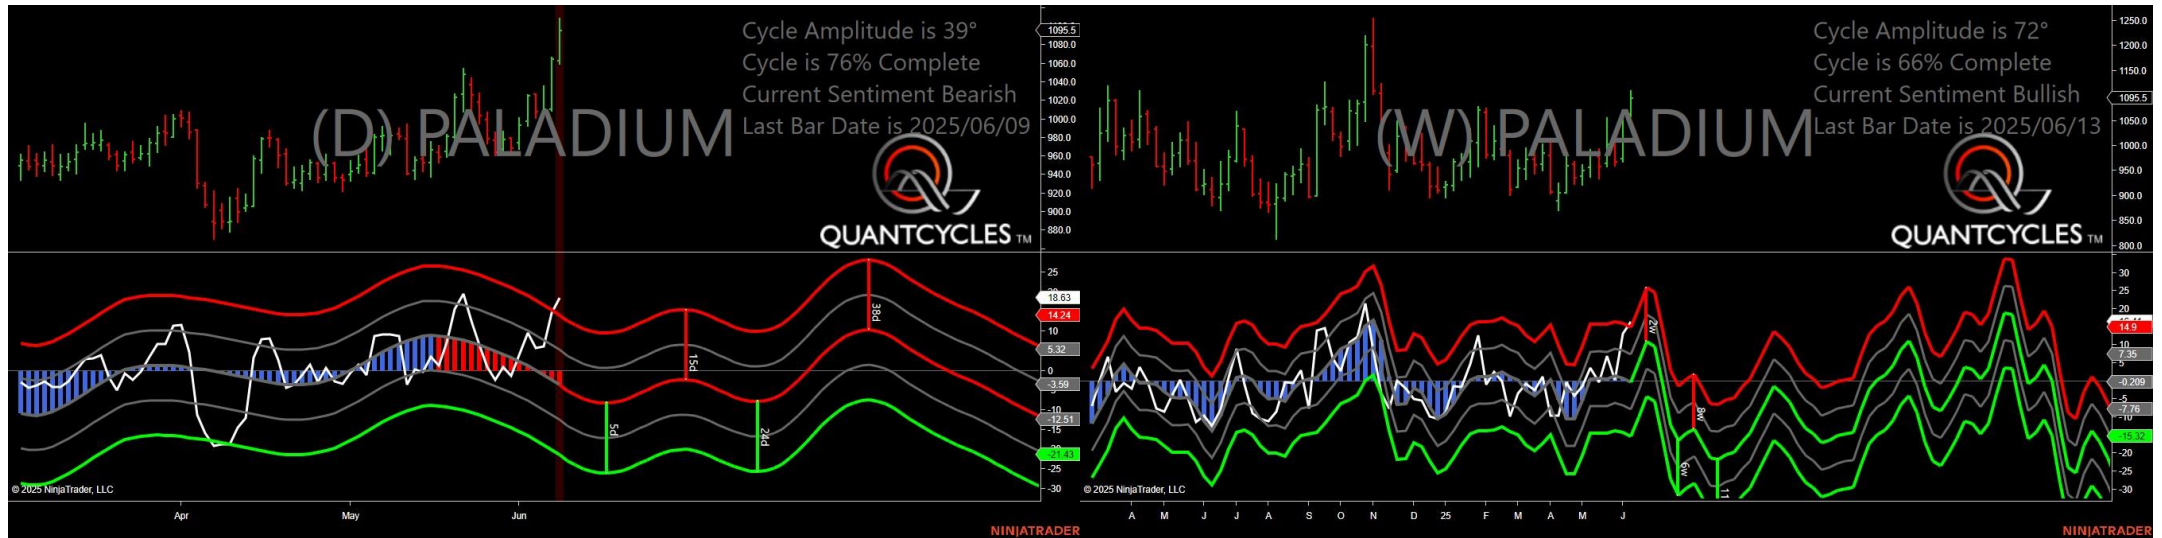 Cycle Amplitude is 39°
Cycle is 76% Complete
Current Sentiment Bearish
Last Bar Date is 2025/06/09
(D) PALADIUM
QUANTCYCLES TM
1095.5
1080.0
1060.0
1040.0
1020.0
1000.0
980.0
960.0
940.0
920.0
900.0
880.0
25
18.63
14.24
10
5.32
0
-3.59
-10
-12.51
-15
-21.43
-25
-30
5d
15d
24d
38d
© 2025 NinjaTrader, LLC
Apr
May
Jun
NINJATRADER
Cycle Amplitude is 72°
Cycle is 66% Complete
Current Sentiment Bullish
Last Bar Date is 2025/06/13
(W) PALADIUM
QUANTCYCLES TM
1250.0
1200.0
1150.0
1095.5
1050.0
1000.0
950.0
900.0
850.0
800.0
30
25
20
14.9
10
7.35
5
-0.209
-5
-7.76
-10
-15.32
-20
-25
-30
2w
8w
6w
11
© 2025 NinjaTrader, LLC
A M J J A S O N D 25 F M A M J
NINJATRADER